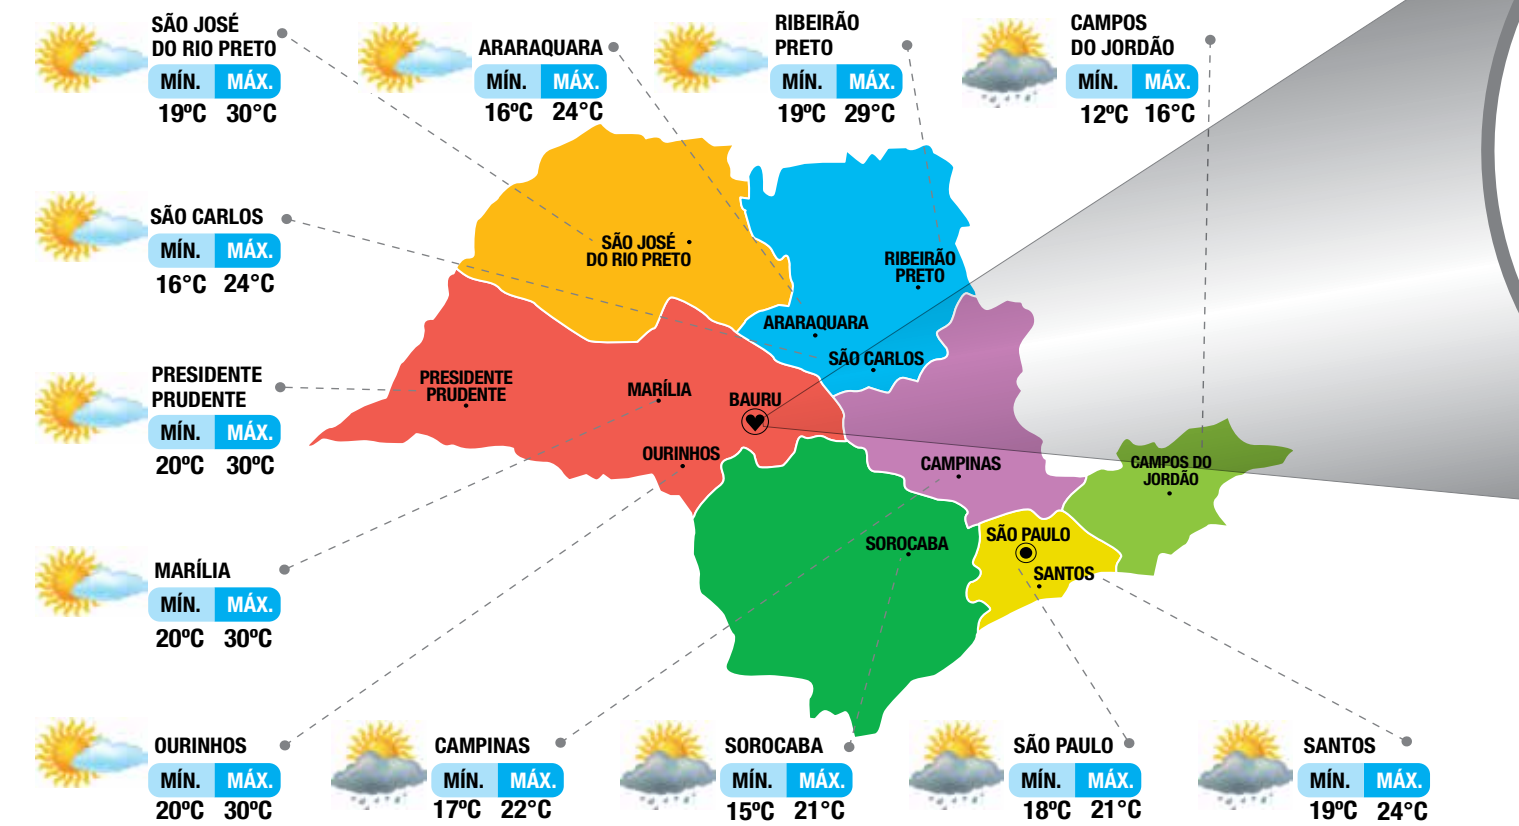 SÃO JOSÉ
DO RIO PRETO
MÍN. MÁX.
19ºC 30°C
ARARAQUARA
MÍN. MÁX.
16ºC 24°C
RIBEIRÃO
PRETO
MÍN. MÁX.
19ºC 29°C
CAMPOS
DO JORDÃO
MÍN. MÁX.
12ºC 16°C
SÃO CARLOS
MÍN. MÁX.
16°C 24°C
PRESIDENTE
PRUDENTE
MÍN. MÁX.
20ºC 30ºC
MARÍLIA
MÍN. MÁX.
20ºC 30ºC
SÃO JOSÉ
DO RIO PRETO
RIBEIRÃO
PRETO
ARARAQUARA
SÃO CARLOS
PRESIDENTE
PRUDENTE
MARÍLIA
BAURU
OURINHOS
CAMPINAS
CAMPOS DO
JORDÃO
SOROCABA
SÃO PAULO
SANTOS
OURINHOS
MÍN. MÁX.
20ºC 30ºC
CAMPINAS
MÍN. MÁX.
17ºC 22°C
SOROCABA
MÍN. MÁX.
15ºC 21°C
SÃO PAULO
MÍN. MÁX.
18ºC 21°C
SANTOS
MÍN. MÁX.
19ºC 24°C